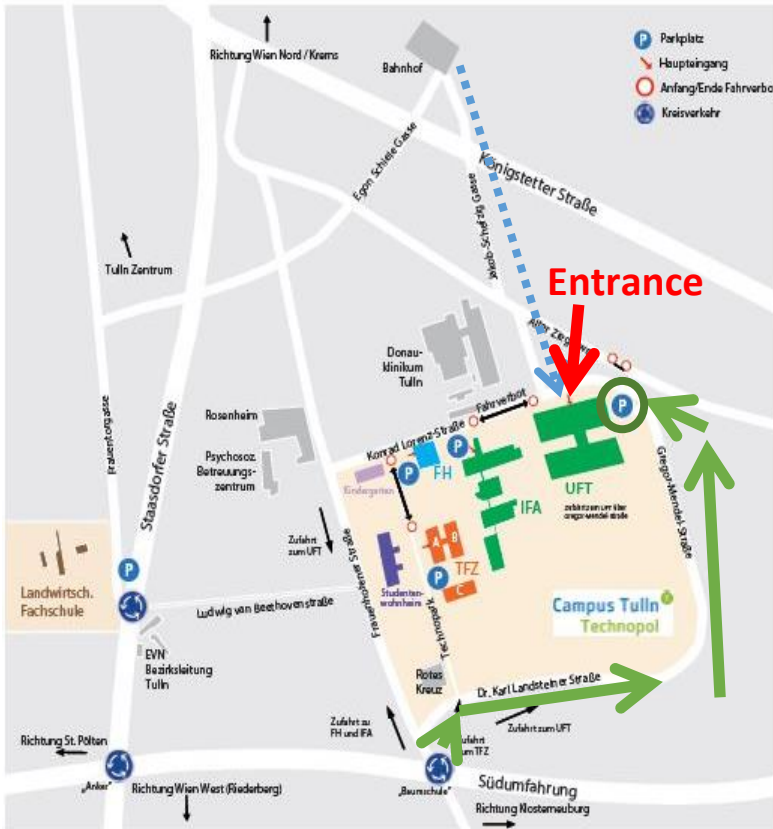 Richtung Wien Nord / Krems
Bahnhof
P Parkplatz
Haupteingang
Anfang/Ende Fahrverbo
Kreisverkehr
Königstetter Straße
Egon Schiele Gasse
Tulln Zentrum
Entrance
Donau-
klinikum
Tulln
Fahrverbot
Rosenheim
Konrad Lorenz-Straße
P
P
P
Psychosoz.
Betreuungs-
zentrum
Kindergarten
FH
IFA
UFT
Gregor-Mendel-Straße
Frauentorgasse
Staasdorfer Straße
Zufahrt
zum UFT
A
B
TFZ
C
P
P
Landwirtsch.
Fachschule
Studenten-
wohnheim
Ludwig van Beethovenstraße
Frauenhofener Straße
Technopark
Campus Tulln
Technopol
EVN
Bezirksleitung
Tulln
Rotes
Kreuz
Dr. Karl Landsteiner Straße
Zufahrt zu
FH und IFA
Zufahrt zum UFT
Richtung St. Pölten
"Anker"
Richtung Wien West (Riederberg)
"Baumschule"
Südumfahrung
Richtung Klosterneuburg